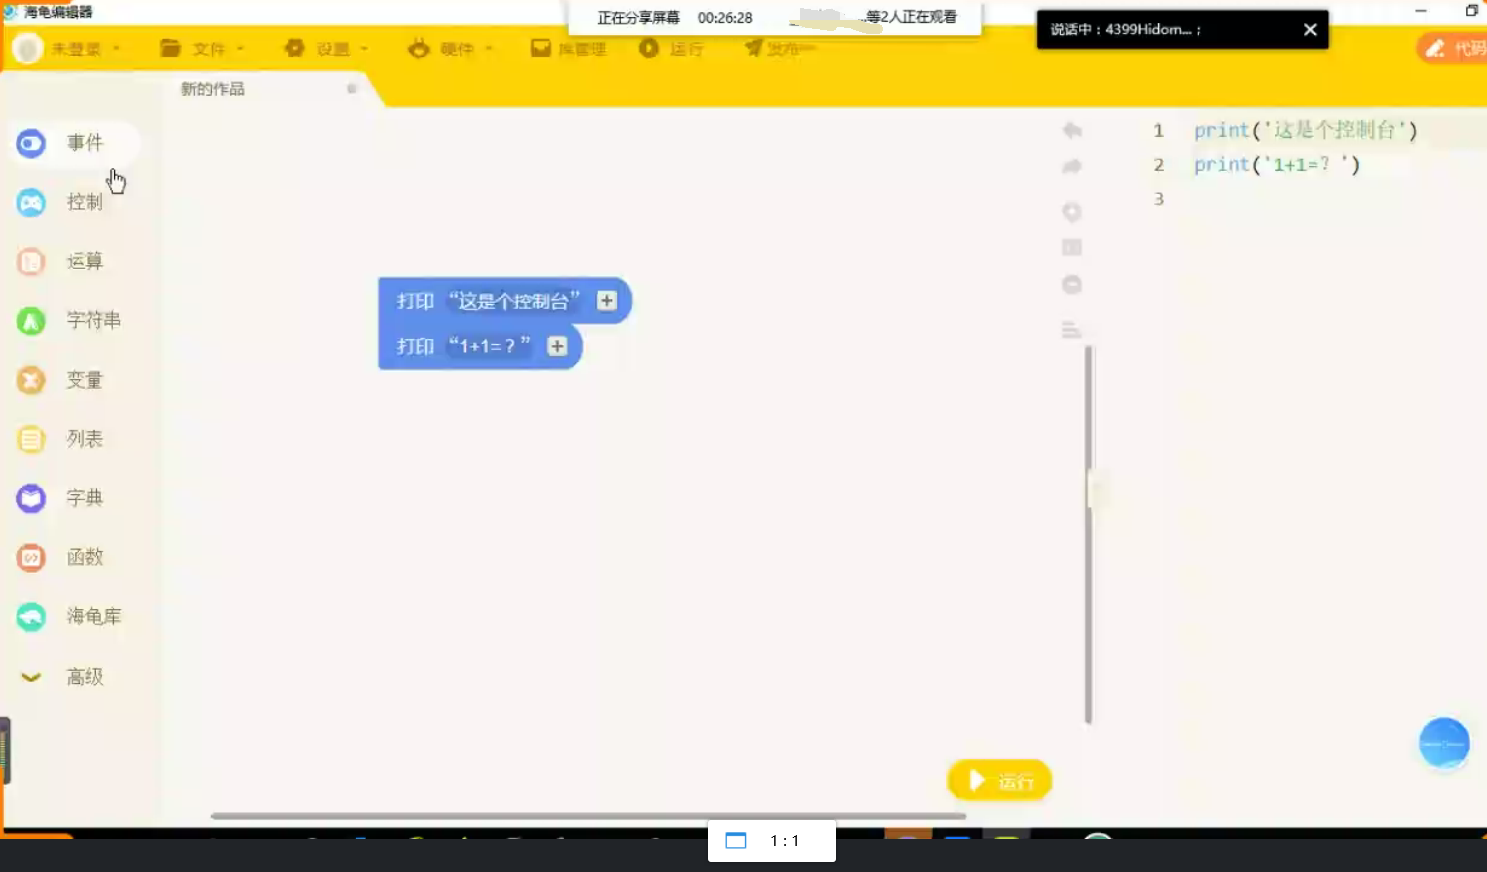 海龟编辑器
正在分享屏幕 00:26:28 ...等2人正在观看
说话中：4399Hidom...；
未登录 文件 设置 硬件 库管理 运行 发布
代码
新的作品
事件
控制
运算
字符串
变量
列表
字典
函数
海龟库
高级
打印 “这是个控制台” +
打印 “1+1=？” +
1 print('这是个控制台')
2 print('1+1=？')
3
运行
1:1